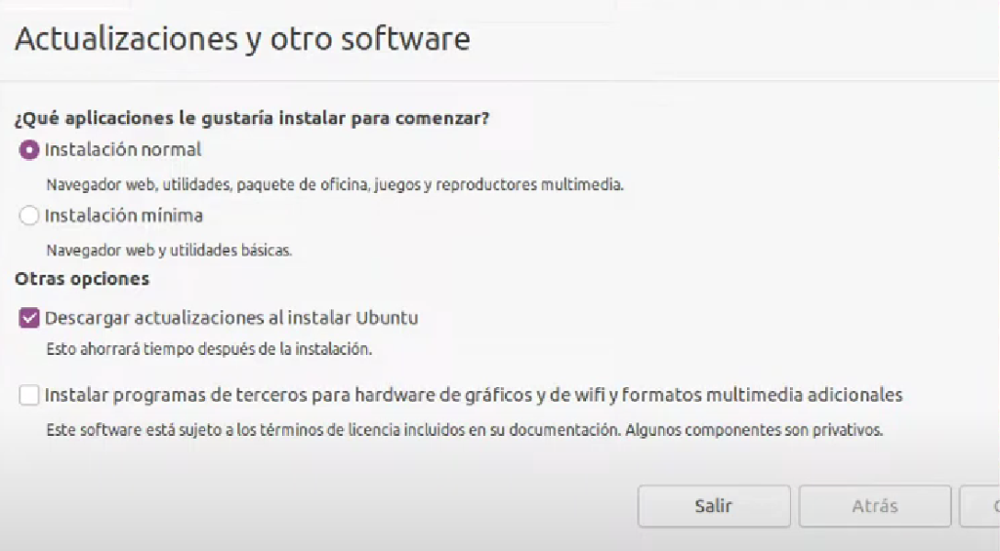 Actualizaciones y otro software
¿Qué aplicaciones le gustaría instalar para comenzar?
Instalación normal
Navegador web, utilidades, paquete de oficina, juegos y reproductores multimedia.
Instalación mínima
Navegador web y utilidades básicas.
Otras opciones
Descargar actualizaciones al instalar Ubuntu
Esto ahorrará tiempo después de la instalación.
Instalar programas de terceros para hardware de gráficos y de wifi y formatos multimedia adicionales
Este software está sujeto a los términos de licencia incluidos en su documentación. Algunos componentes son privativos.
Salir Atrás